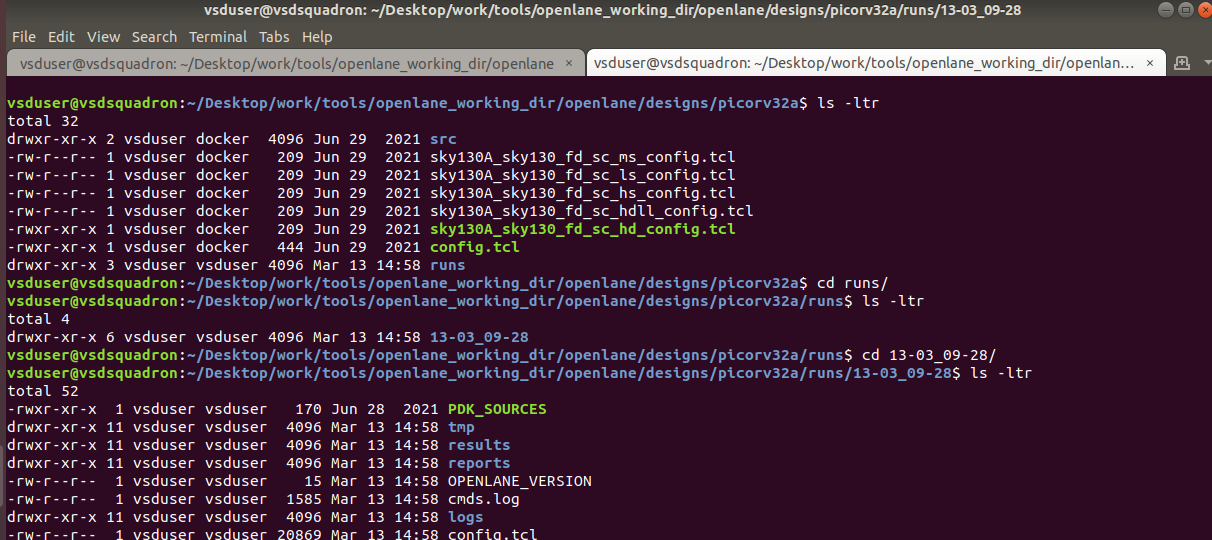 vsduser@vsdsquadron: ~/Desktop/work/tools/openlane_working_dir/openlane/designs/picorv32a/runs/13-03_09-28
File Edit View Search Terminal Tabs Help
vsduser@vsdsquadron: ~/Desktop/work/tools/openlane_working_dir/openlane × vsduser@vsdsquadron: ~/Desktop/work/tools/openlane_working_dir/openlan... ×
vsduser@vsdsquadron:~/Desktop/work/tools/openlane_working_dir/openlane/designs/picorv32a$ ls -ltr
total 32
drwxr-xr-x 2 vsduser docker  4096 Jun 29  2021 src
-rw-r--r-- 1 vsduser docker   209 Jun 29  2021 sky130A_sky130_fd_sc_ms_config.tcl
-rw-r--r-- 1 vsduser docker   209 Jun 29  2021 sky130A_sky130_fd_sc_ls_config.tcl
-rw-r--r-- 1 vsduser docker   209 Jun 29  2021 sky130A_sky130_fd_sc_hs_config.tcl
-rw-r--r-- 1 vsduser docker   209 Jun 29  2021 sky130A_sky130_fd_sc_hdll_config.tcl
-rwxr-xr-x 1 vsduser docker   209 Jun 29  2021 sky130A_sky130_fd_sc_hd_config.tcl
-rwxr-xr-x 1 vsduser docker   444 Jun 29  2021 config.tcl
drwxr-xr-x 3 vsduser vsduser 4096 Mar 13 14:58 runs
vsduser@vsdsquadron:~/Desktop/work/tools/openlane_working_dir/openlane/designs/picorv32a$ cd runs/
vsduser@vsdsquadron:~/Desktop/work/tools/openlane_working_dir/openlane/designs/picorv32a/runs$ ls -ltr
total 4
drwxr-xr-x 6 vsduser vsduser 4096 Mar 13 14:58 13-03_09-28
vsduser@vsdsquadron:~/Desktop/work/tools/openlane_working_dir/openlane/designs/picorv32a/runs$ cd 13-03_09-28/
vsduser@vsdsquadron:~/Desktop/work/tools/openlane_working_dir/openlane/designs/picorv32a/runs/13-03_09-28$ ls -ltr
total 52
-rwxr-xr-x  1 vsduser vsduser   170 Jun 28  2021 PDK_SOURCES
drwxr-xr-x 11 vsduser vsduser  4096 Mar 13 14:58 tmp
drwxr-xr-x 11 vsduser vsduser  4096 Mar 13 14:58 results
drwxr-xr-x 11 vsduser vsduser  4096 Mar 13 14:58 reports
-rw-r--r--  1 vsduser vsduser    15 Mar 13 14:58 OPENLANE_VERSION
-rw-r--r--  1 vsduser vsduser  1585 Mar 13 14:58 cmds.log
drwxr-xr-x 11 vsduser vsduser  4096 Mar 13 14:58 logs
-rw-r--r--  1 vsduser vsduser 20869 Mar 13 14:58 config.tcl